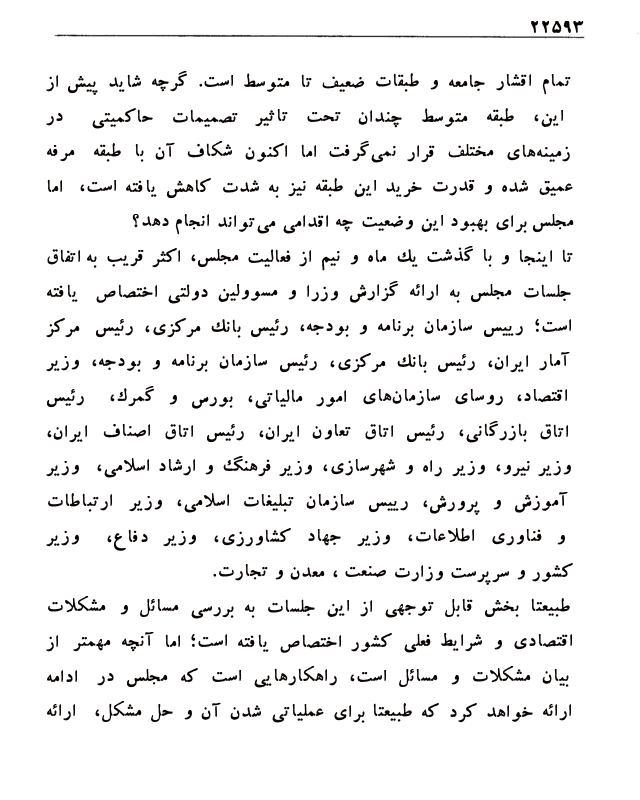 ۲۲۵۹۳
تمام اقشار جامعه و طبقات ضعیف تا متوسط است. گرچه شاید پیش از
این، طبقه متوسط چندان تحت تاثیر تصمیمات حاکمیتی در
زمینه‌های مختلف قرار نمی‌گرفت اما اکنون شکاف آن با طبقه مرفه
عمیق شده و قدرت خرید این طبقه نیز به شدت کاهش یافته است، اما
مجلس برای بهبود این وضعیت چه اقدامی می‌تواند انجام دهد؟
تا اینجا و با گذشت یك ماه و نیم از فعالیت مجلس، اکثر قریب به اتفاق
جلسات مجلس به ارائه گزارش وزرا و مسوولین دولتی اختصاص یافته
است؛ رییس سازمان برنامه و بودجه، رئیس بانك مرکزی، رئیس مرکز
آمار ایران، رئیس بانك مرکزی، رئیس سازمان برنامه و بودجه، وزیر
اقتصاد، روسای سازمان‌های امور مالیاتی، بورس و گمرك، رئیس
اتاق بازرگانی، رئیس اتاق تعاون ایران، رئیس اتاق اصناف ایران،
وزیر نیرو، وزیر راه و شهرسازی، وزیر فرهنگ و ارشاد اسلامی، وزیر
آموزش و پرورش، رییس سازمان تبلیغات اسلامی، وزیر ارتباطات
و فناوری اطلاعات، وزیر جهاد کشاورزی، وزیر دفاع، وزیر
کشور و سرپرست وزارت صنعت ، معدن و تجارت.
طبیعتا بخش قابل توجهی از این جلسات به بررسی مسائل و مشکلات
اقتصادی و شرایط فعلی کشور اختصاص یافته است؛ اما آنچه مهمتر از
بیان مشکلات و مسائل است، راهکارهایی است که مجلس در ادامه
ارائه خواهد کرد که طبیعتا برای عملیاتی شدن آن و حل مشکل، ارائه